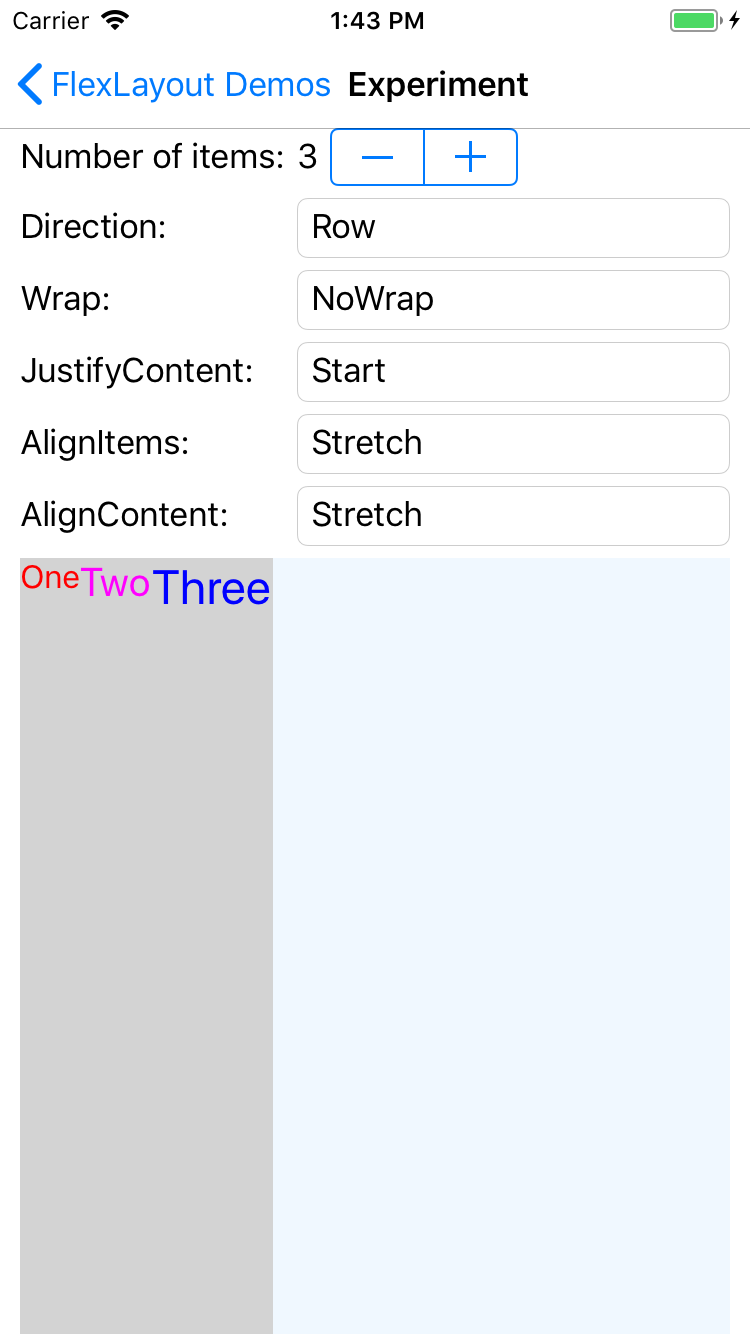 Carrier 1:43 PM
FlexLayout Demos Experiment
Number of items: 3 − +
Direction: Row
Wrap: NoWrap
JustifyContent: Start
AlignItems: Stretch
AlignContent: Stretch
OneTwoThree